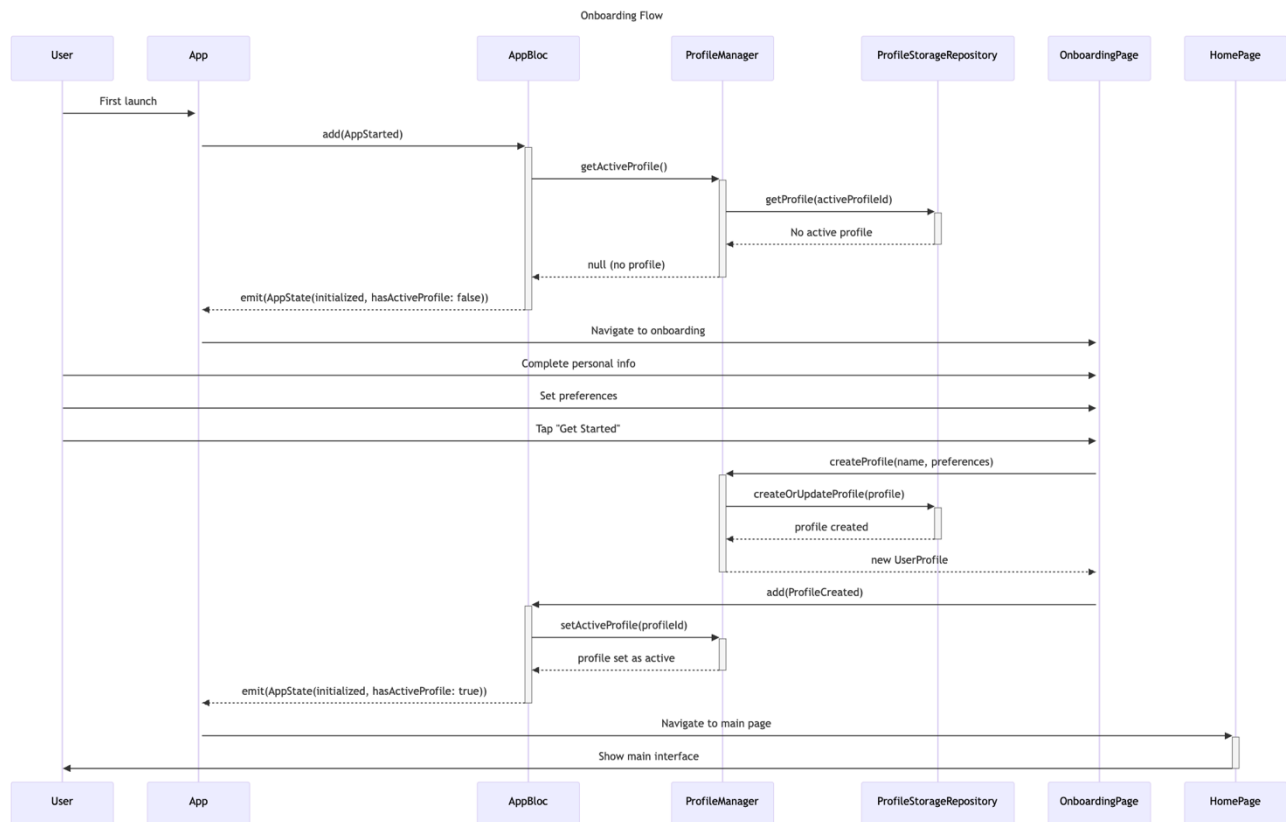 Onboarding Flow
User
App
AppBloc
ProfileManager
ProfileStorageRepository
OnboardingPage
HomePage
First launch
add(AppStarted)
getActiveProfile()
getProfile(activeProfileId)
No active profile
null (no profile)
emit(AppState(initialized, hasActiveProfile: false))
Navigate to onboarding
Complete personal info
Set preferences
Tap "Get Started"
createProfile(name, preferences)
createOrUpdateProfile(profile)
profile created
new UserProfile
add(ProfileCreated)
setActiveProfile(profileId)
profile set as active
emit(AppState(initialized, hasActiveProfile: true))
Navigate to main page
Show main interface
User
App
AppBloc
ProfileManager
ProfileStorageRepository
OnboardingPage
HomePage